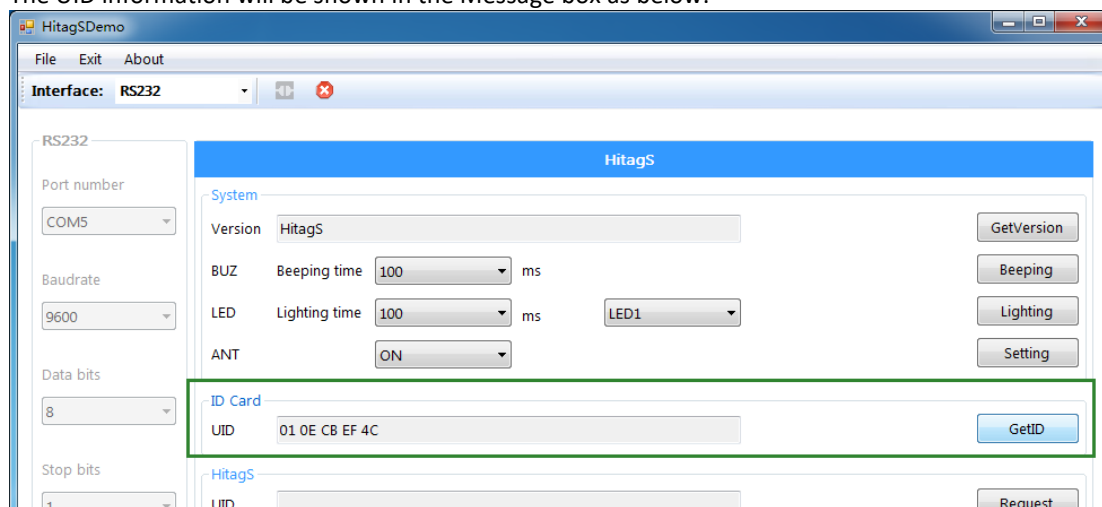 The UID information will be shown in the Message box as below:
HitagSDemo
File Exit About
Interface: RS232
RS232
HitagS
Port number
System
COM5
Version HitagS GetVersion
BUZ Beeping time 100 ms Beeping
Baudrate
9600
LED Lighting time 100 ms LED1 Lighting
ANT ON Setting
Data bits
8
ID Card
UID 01 0E CB EF 4C GetID
Stop bits
HitagS
1
UID Request